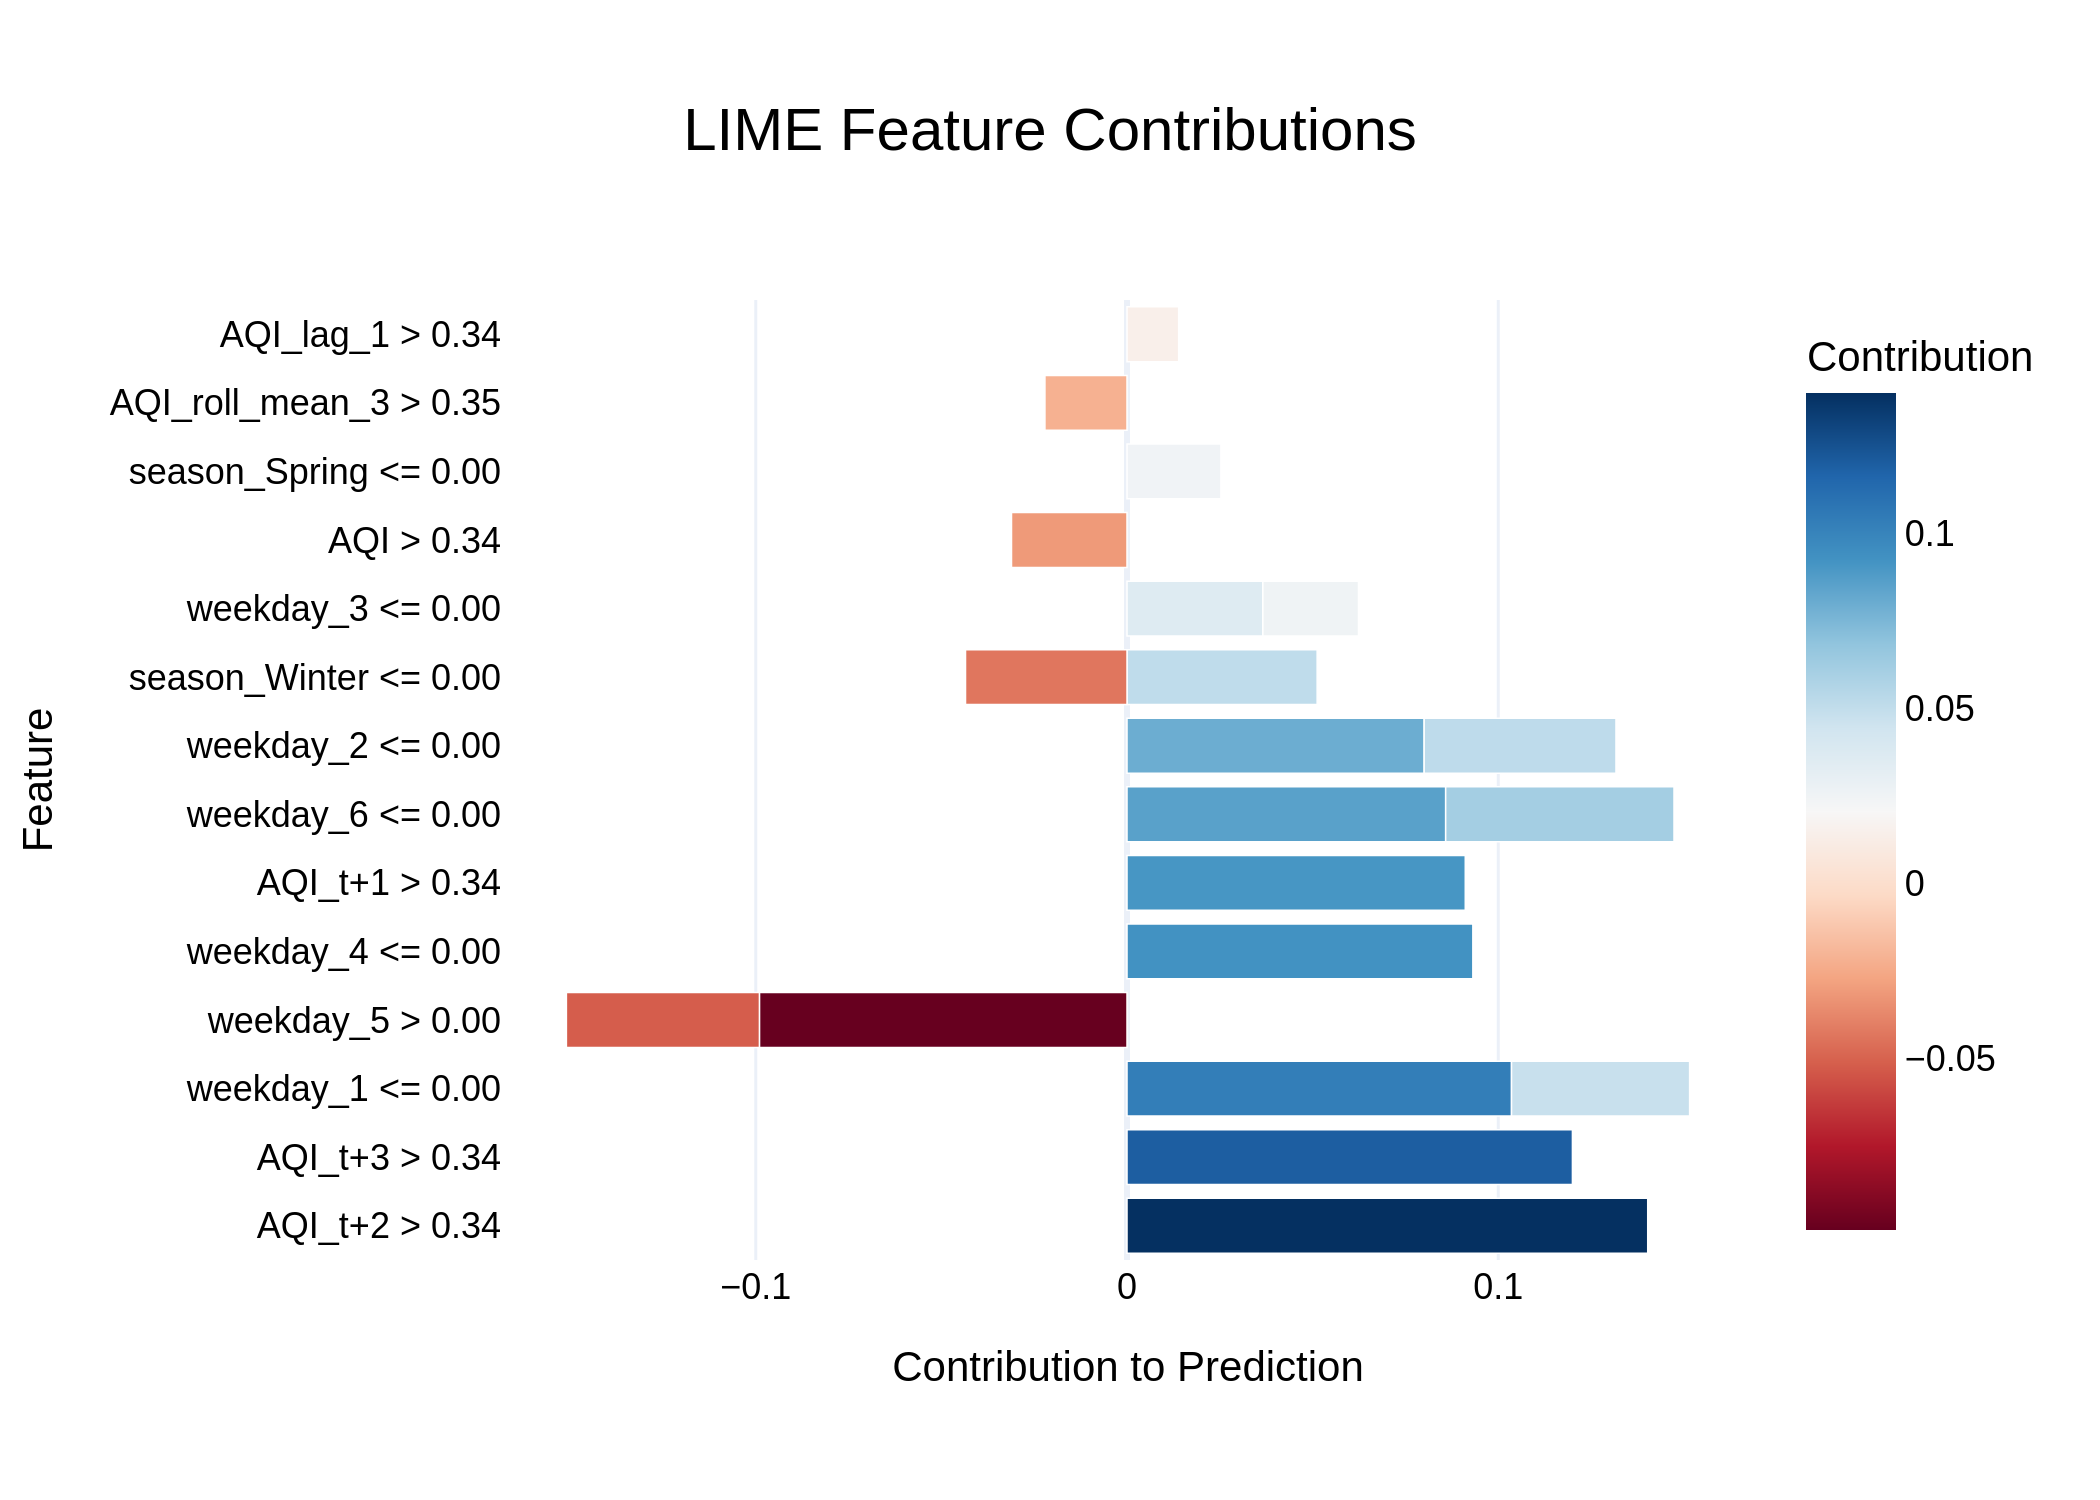 LIME Feature Contributions
AQI_lag_1 > 0.34
AQI_roll_mean_3 > 0.35
season_Spring <= 0.00
AQI > 0.34
weekday_3 <= 0.00
season_Winter <= 0.00
weekday_2 <= 0.00
weekday_6 <= 0.00
AQI_t+1 > 0.34
weekday_4 <= 0.00
weekday_5 > 0.00
weekday_1 <= 0.00
AQI_t+3 > 0.34
AQI_t+2 > 0.34
Feature
−0.1
0
0.1
Contribution to Prediction
Contribution
0.1
0.05
0
−0.05